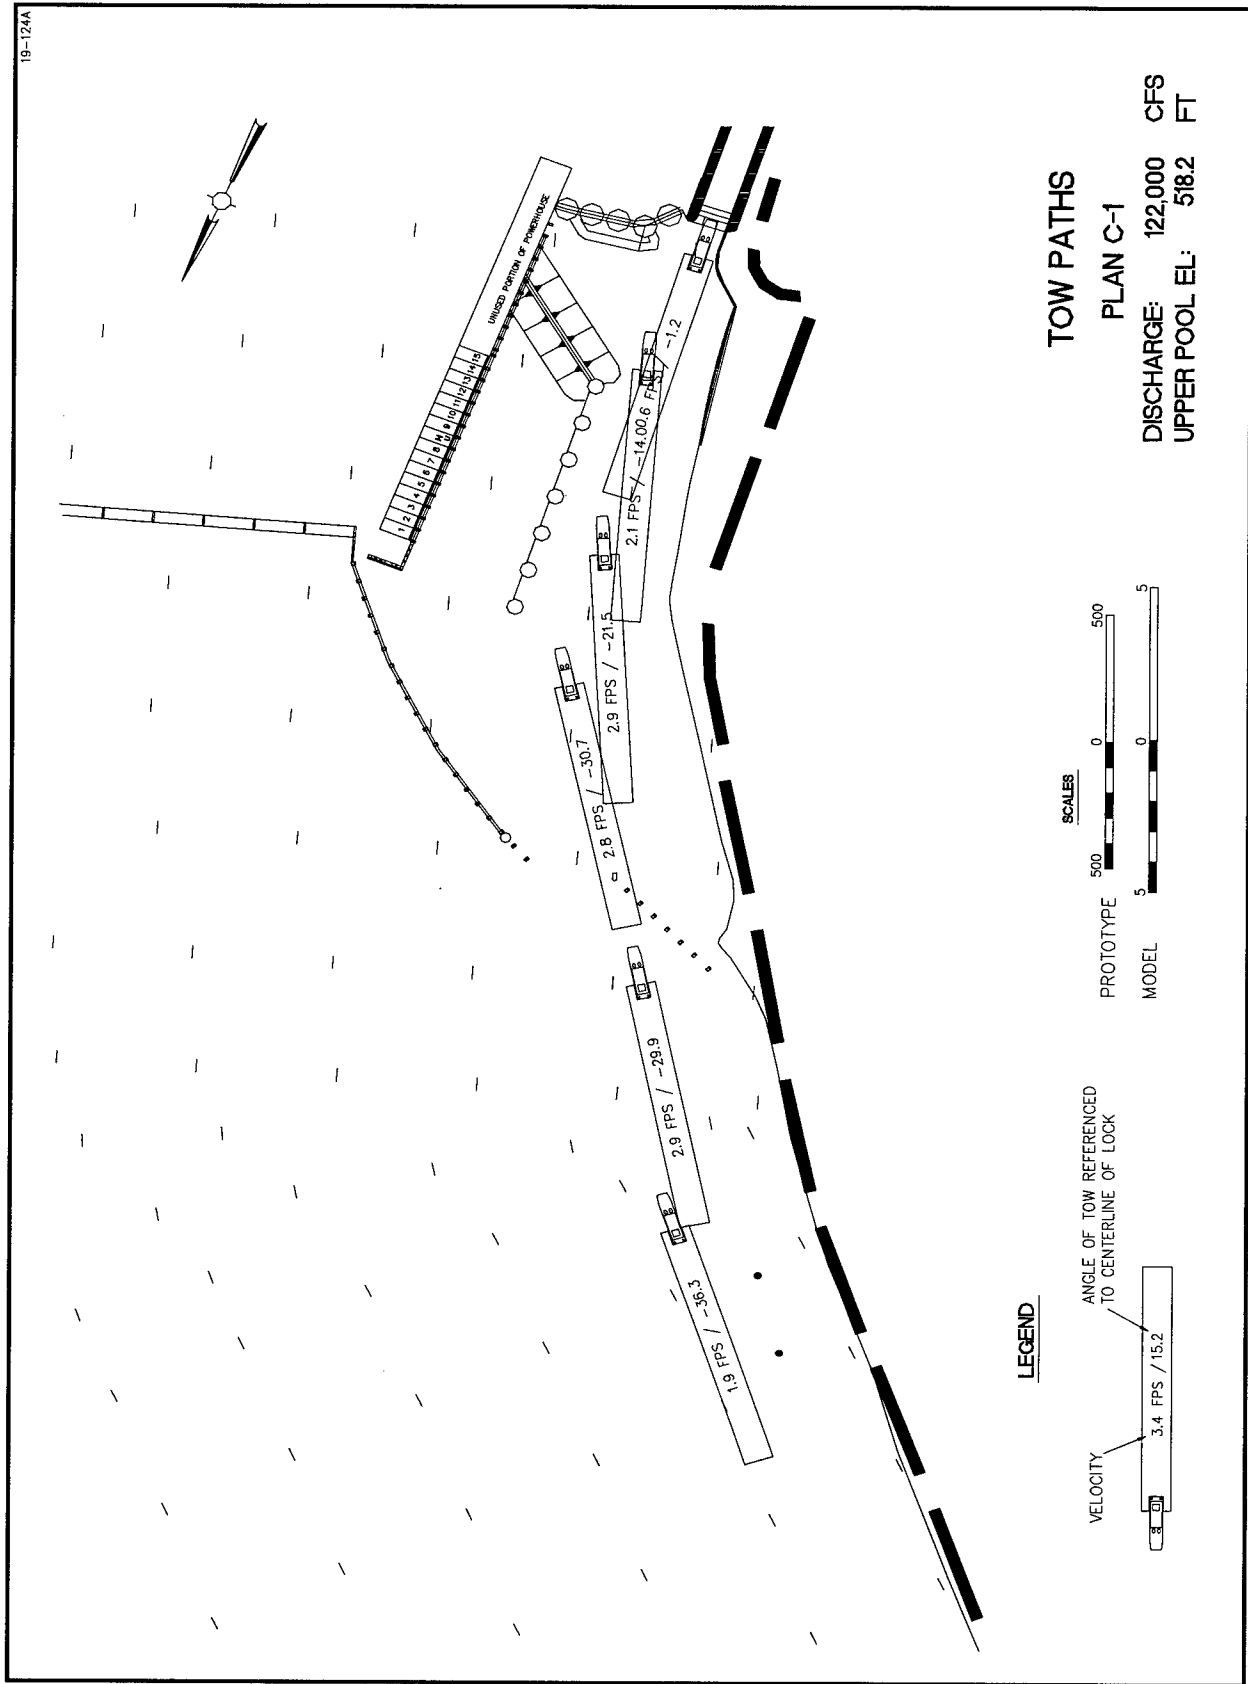 19-124A
UNUSED PORTION OF POWERHOUSE
1 2 3 4 5 6 7 8 9 10 11 12 13 14 15
-1.2
0.6 FPS
2.1 FPS / -14.0
2.9 FPS / -21.5
2.8 FPS / -30.7
2.9 FPS / -29.9
1.9 FPS / -36.3
TOW PATHS
PLAN C-1
DISCHARGE: 122,000 CFS
UPPER POOL EL: 518.2 FT
SCALES
PROTOTYPE 500 0 500
MODEL 5 0 5
LEGEND
VELOCITY
ANGLE OF TOW REFERENCED
TO CENTERLINE OF LOCK
3.4 FPS /15.2